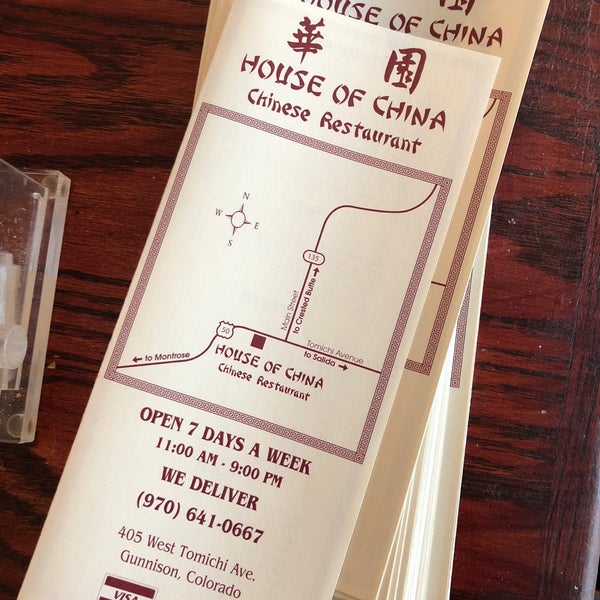 HOUSE OF CHINA
華 園
HOUSE OF CHINA
Chinese Restaurant
N
W E
S
135
Main Street
to Crested Butte
50
Tomichi Avenue
to Salida
to Montrose
HOUSE OF CHINA
Chinese Restaurant
OPEN 7 DAYS A WEEK
11:00 AM - 9:00 PM
WE DELIVER
(970) 641-0667
405 West Tomichi Ave.
Gunnison, Colorado
VISA